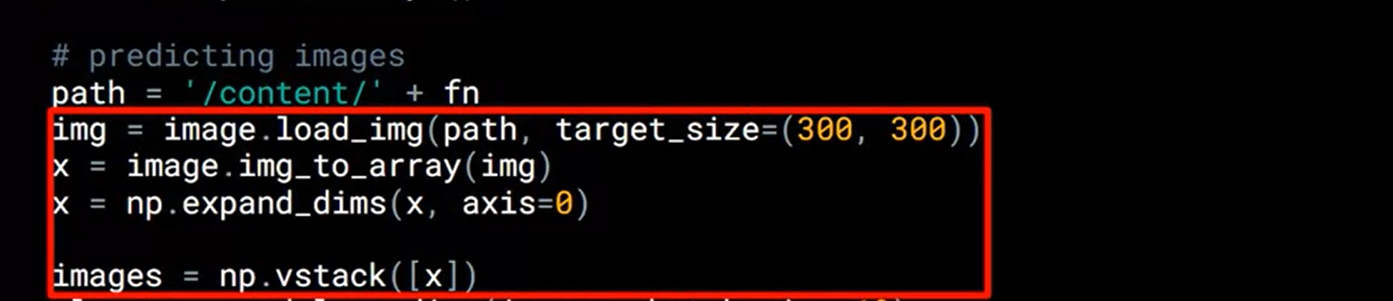 # predicting images
path = '/content/' + fn
img = image.load_img(path, target_size=(300, 300))
x = image.img_to_array(img)
x = np.expand_dims(x, axis=0)
images = np.vstack([x])